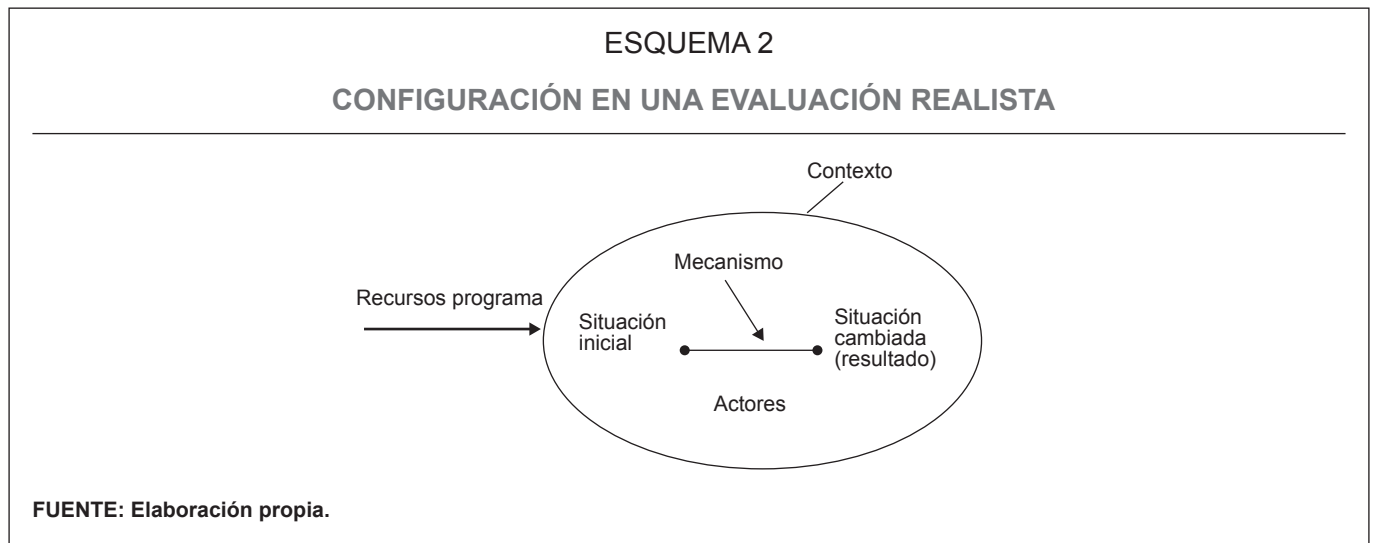 ESQUEMA 2
CONFIGURACIÓN EN UNA EVALUACIÓN REALISTA
Contexto
Mecanismo
Recursos programa
Situación
inicial
Situación
cambiada
(resultado)
Actores
FUENTE: Elaboración propia.